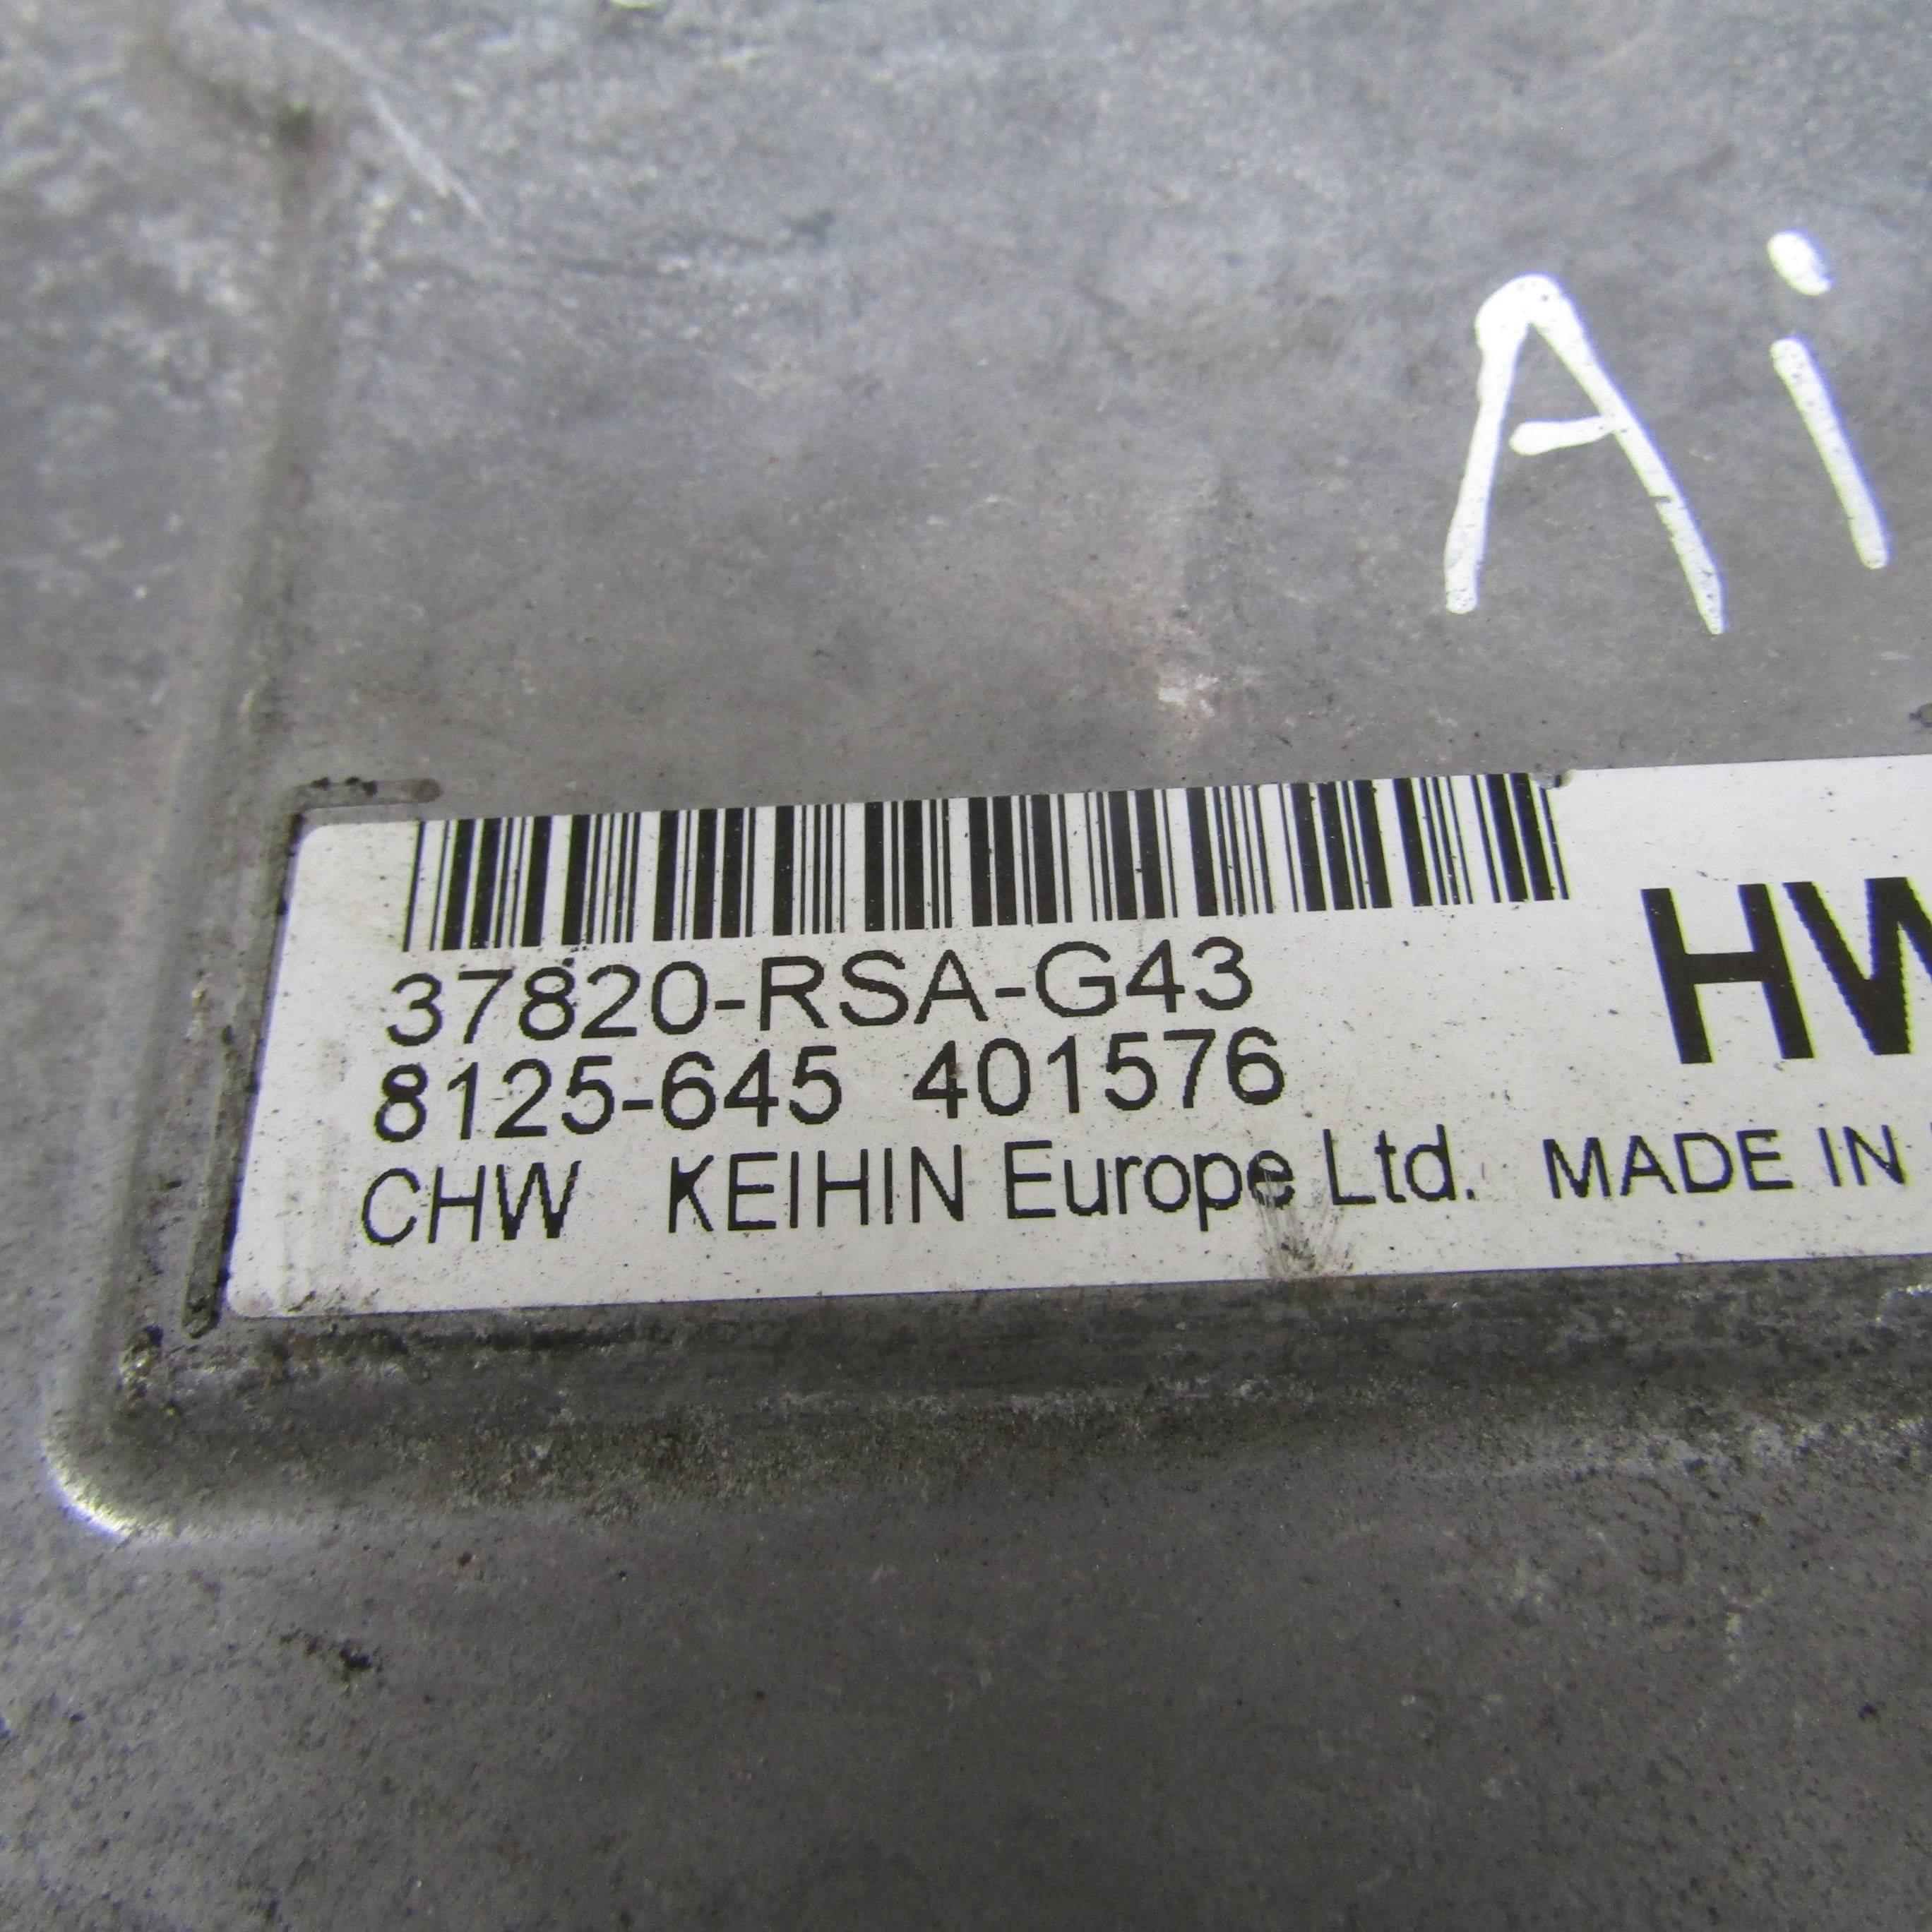 Ai
37820-RSA-G43
8125-645 401576
HW
CHW KEIHIN Europe Ltd. MADE IN